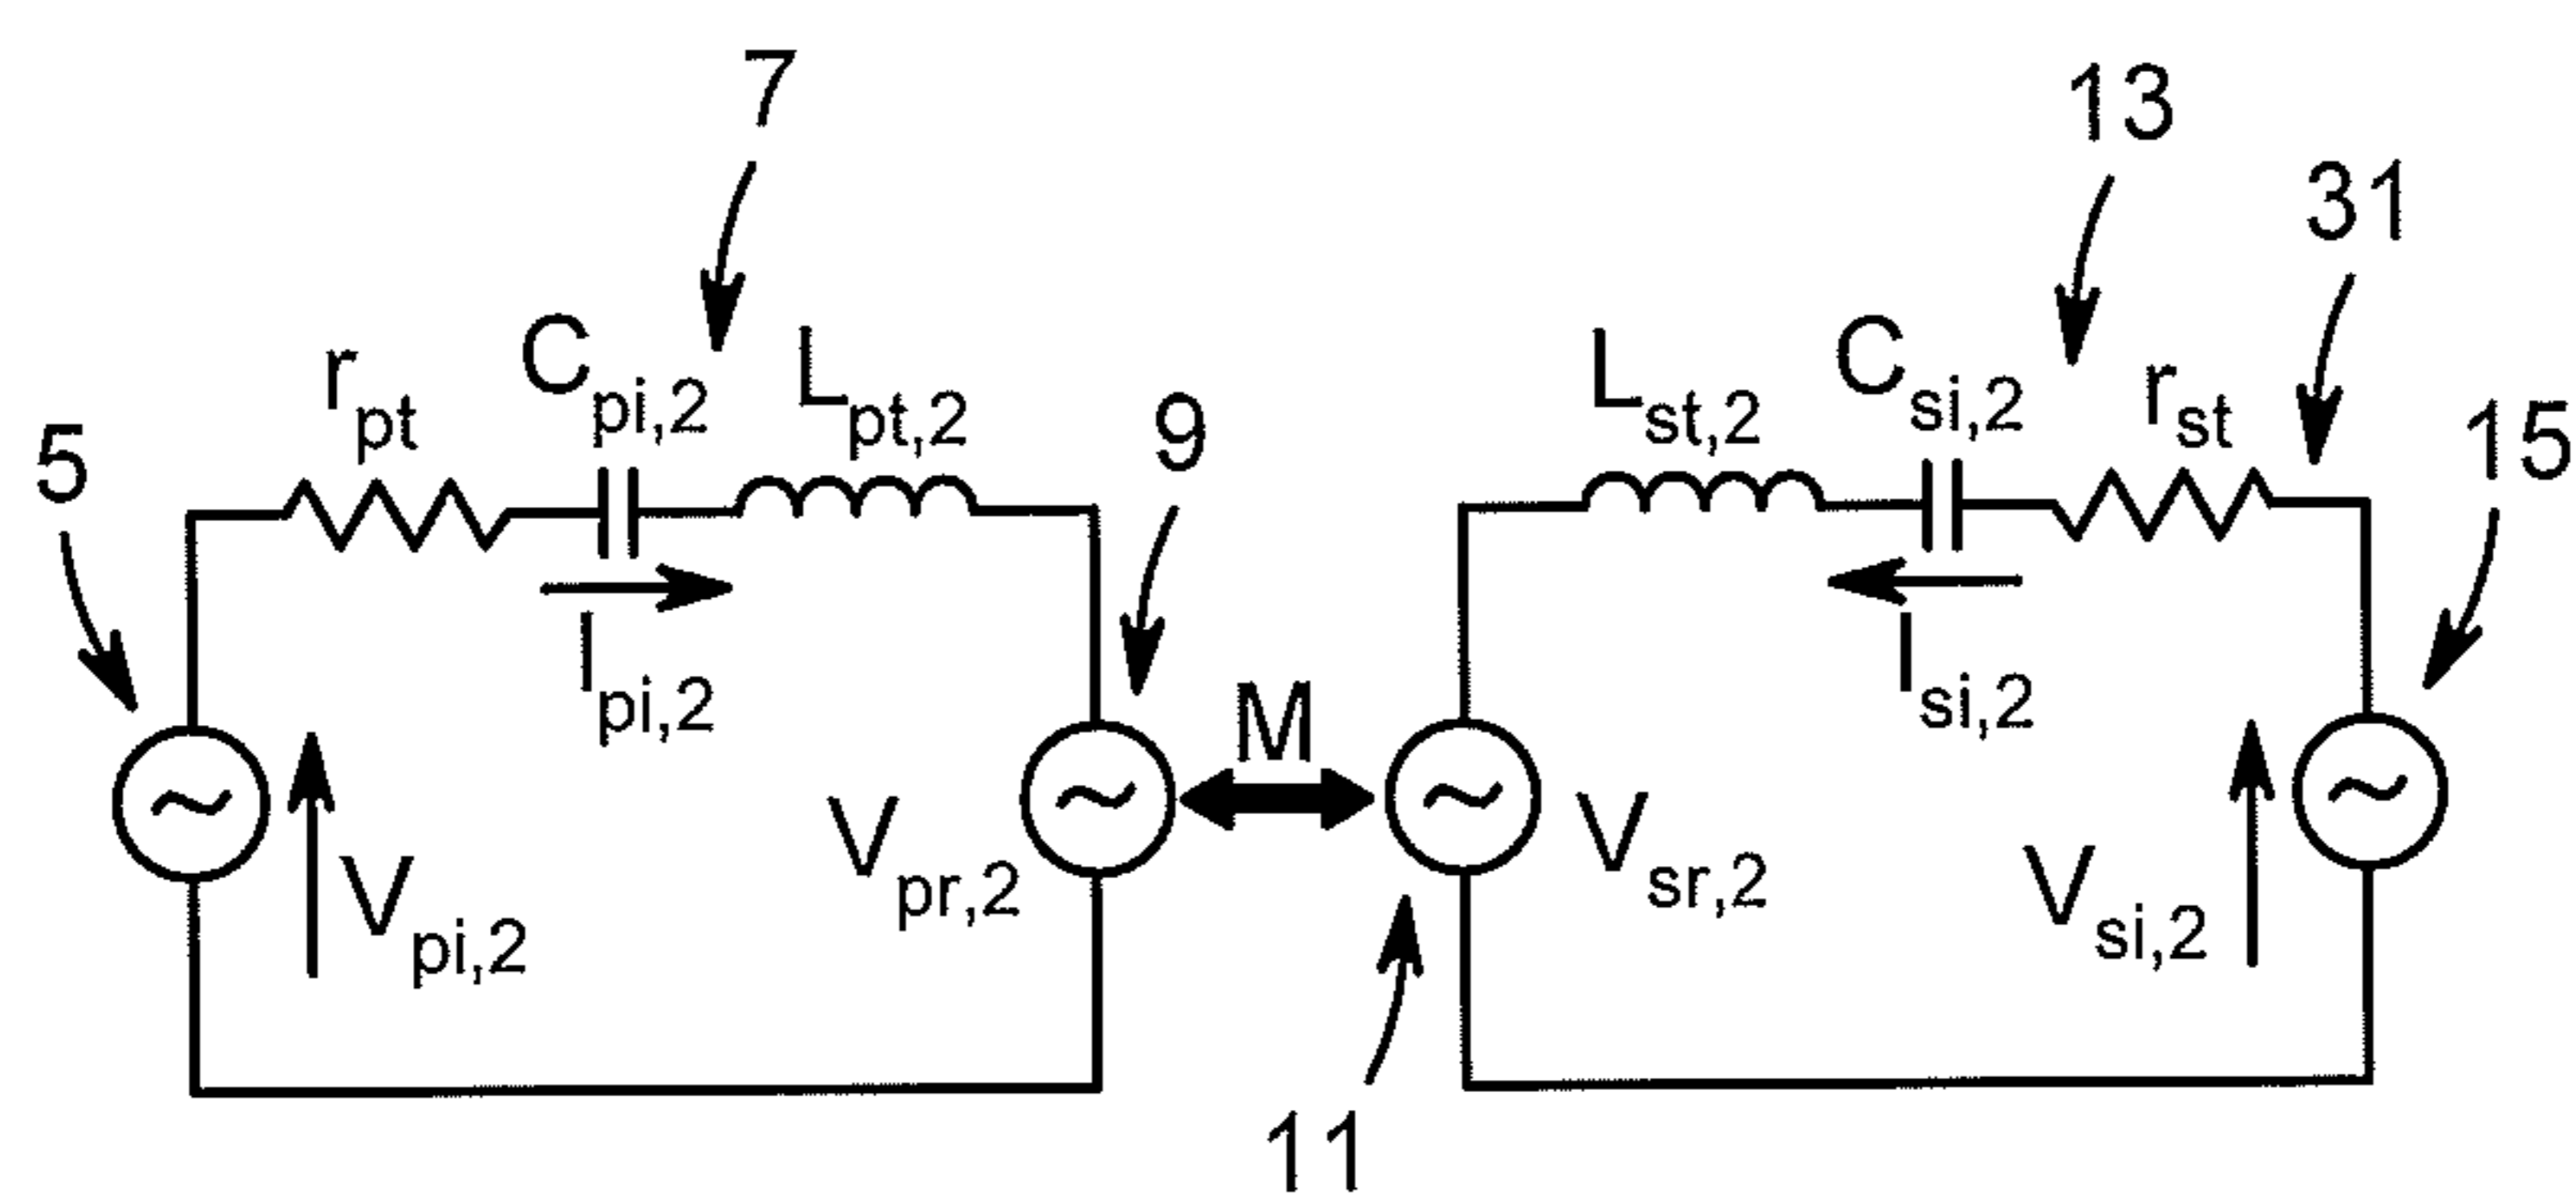 7
13
31
r_pt
C_pi,2
L_pt,2
L_st,2
C_si,2
r_st
5
9
15
I_pi,2
I_si,2
M
V_pi,2
V_pr,2
V_sr,2
V_si,2
11